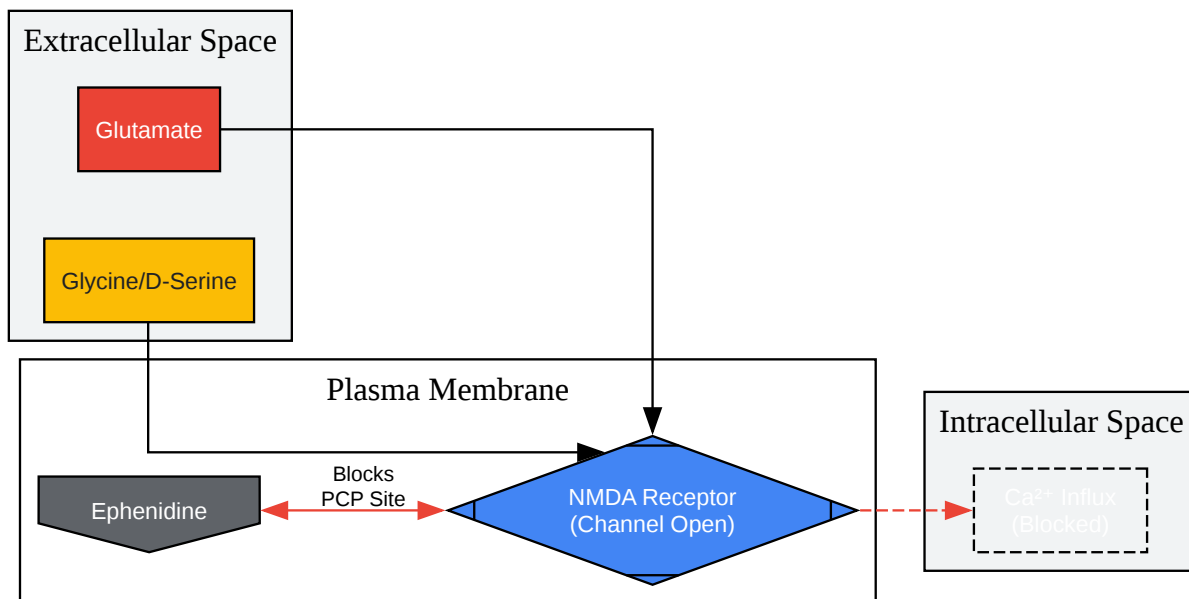 Extracellular Space
Glutamate
Glycine/D-Serine
Plasma Membrane
Ephenidine
Blocks
PCP Site
NMDA Receptor
(Channel Open)
Intracellular Space
Ca²⁺ Influx
(Blocked)